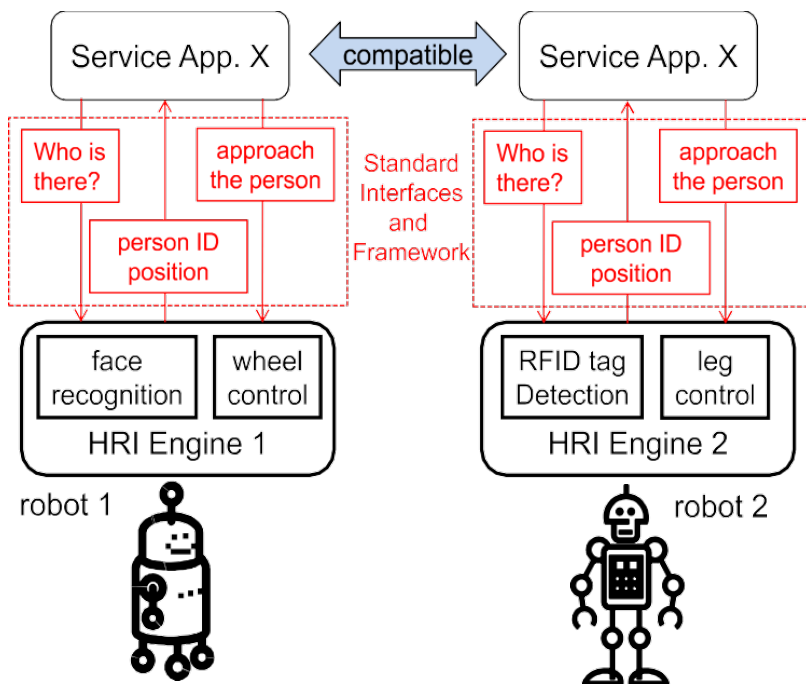 Service App. X
compatible
Service App. X
Who is
there?
approach
the person
person ID
position
Standard
Interfaces
and
Framework
Who is
there?
approach
the person
person ID
position
face
recognition
wheel
control
HRI Engine 1
RFID tag
Detection
leg
control
HRI Engine 2
robot 1
robot 2